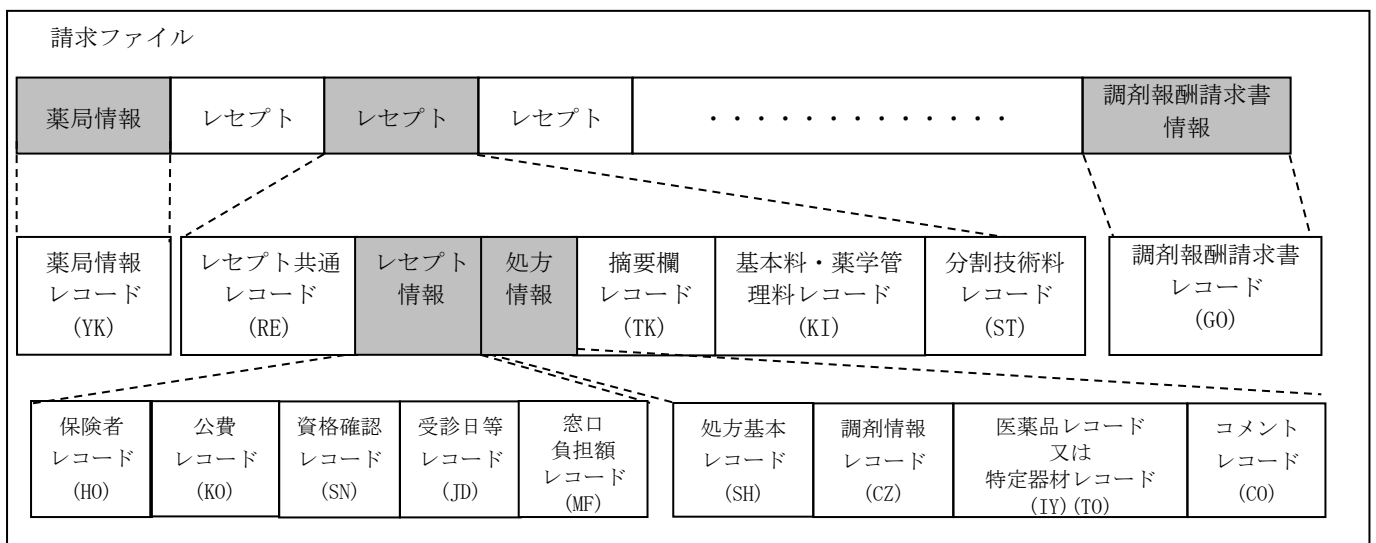 請求ファイル
薬局情報
レセプト
レセプト
レセプト
・・・・・・・・・・・・・
調剤報酬請求書
情報
薬局情報
レコード
(YK)
レセプト共通
レコード
(RE)
レセプト
情報
処方
情報
摘要欄
レコード
(TK)
基本料・薬学管
理料レコード
(KI)
分割技術料
レコード
(ST)
調剤報酬請求書
レコード
(GO)
保険者
レコード
(HO)
公費
レコード
(KO)
資格確認
レコード
(SN)
受診日等
レコード
(JD)
窓口
負担額
レコード
(MF)
処方基本
レコード
(SH)
調剤情報
レコード
(CZ)
医薬品レコード
又は
特定器材レコード
(IY)(TO)
コメント
レコード
(CO)